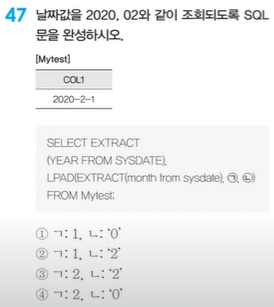 47 날짜값을 2020, 02와 같이 조회되도록 SQL
문을 완성하시오.
[Mytest]
COL1
2020-2-1
SELECT EXTRACT
(YEAR FROM SYSDATE),
LPAD(EXTRACT(month from sysdate), ㉠, ㉡)
FROM Mytest;
① ㄱ: 1, ㄴ: '0'
② ㄱ: 1, ㄴ: '2'
③ ㄱ: 2, ㄴ: '2'
④ ㄱ: 2, ㄴ: '0'